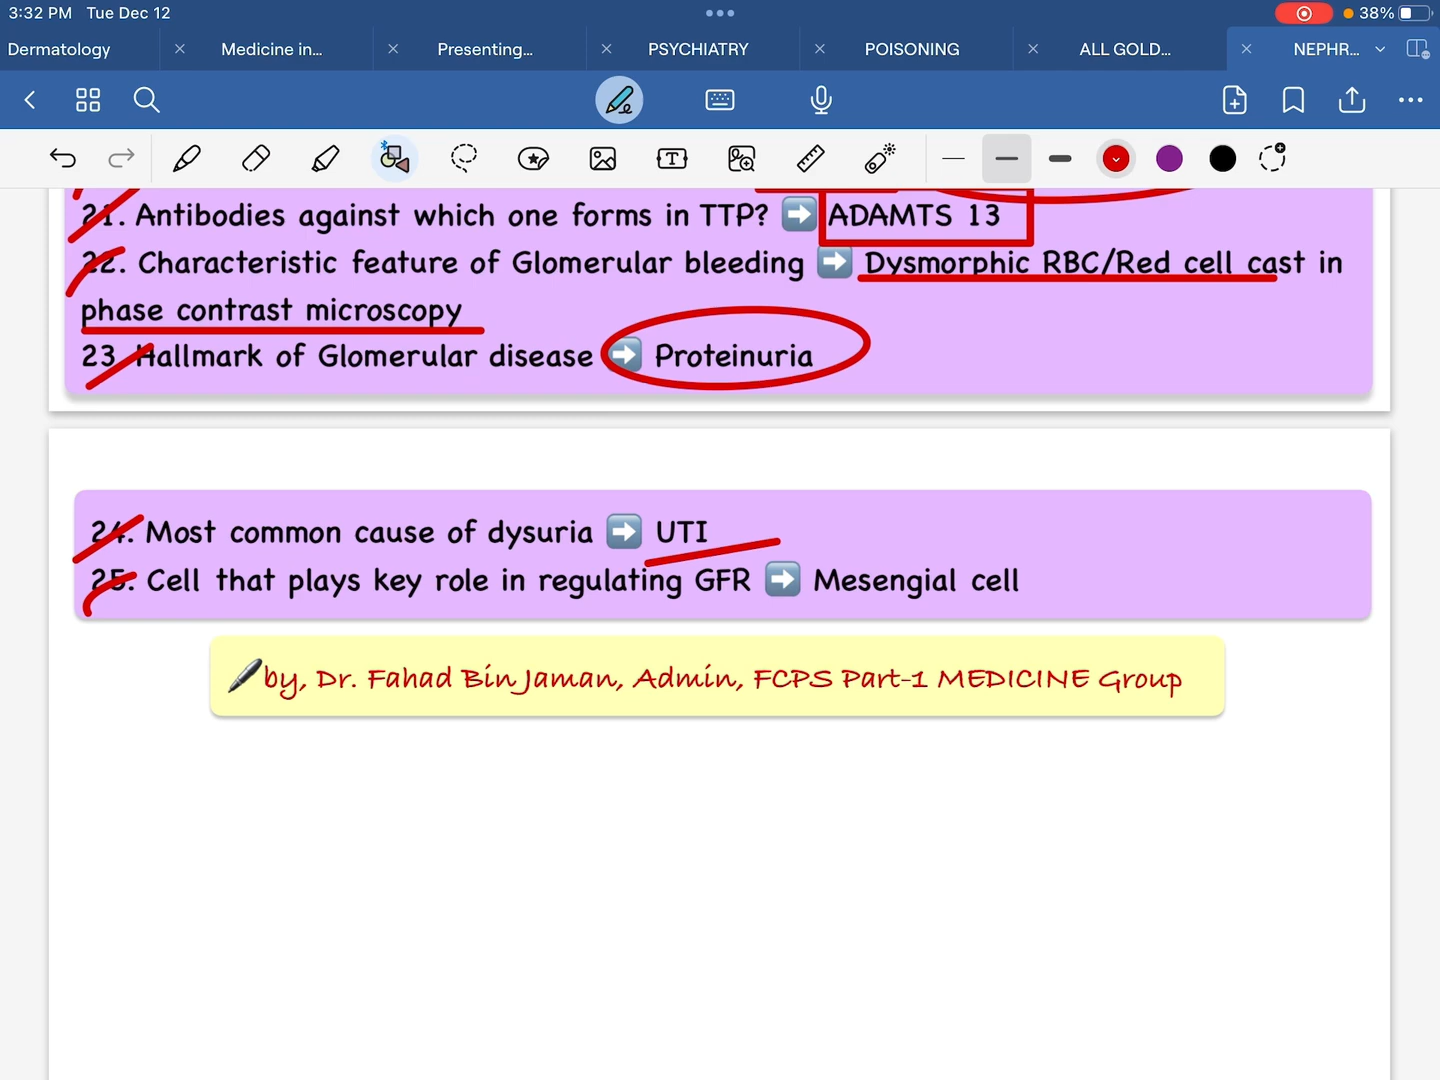 3:32 PM Tue Dec 12
38%
Dermatology
Medicine in...
Presenting...
PSYCHIATRY
POISONING
ALL GOLD...
NEPHR...
21. Antibodies against which one forms in TTP? ➡ ADAMTS 13
22. Characteristic feature of Glomerular bleeding ➡ Dysmorphic RBC/Red cell cast in
phase contrast microscopy
23. Hallmark of Glomerular disease ➡ Proteinuria
24. Most common cause of dysuria ➡ UTI
25. Cell that plays key role in regulating GFR ➡ Mesengial cell
by, Dr. Fahad Bin Jaman, Admin, FCPS Part-1 MEDICINE Group